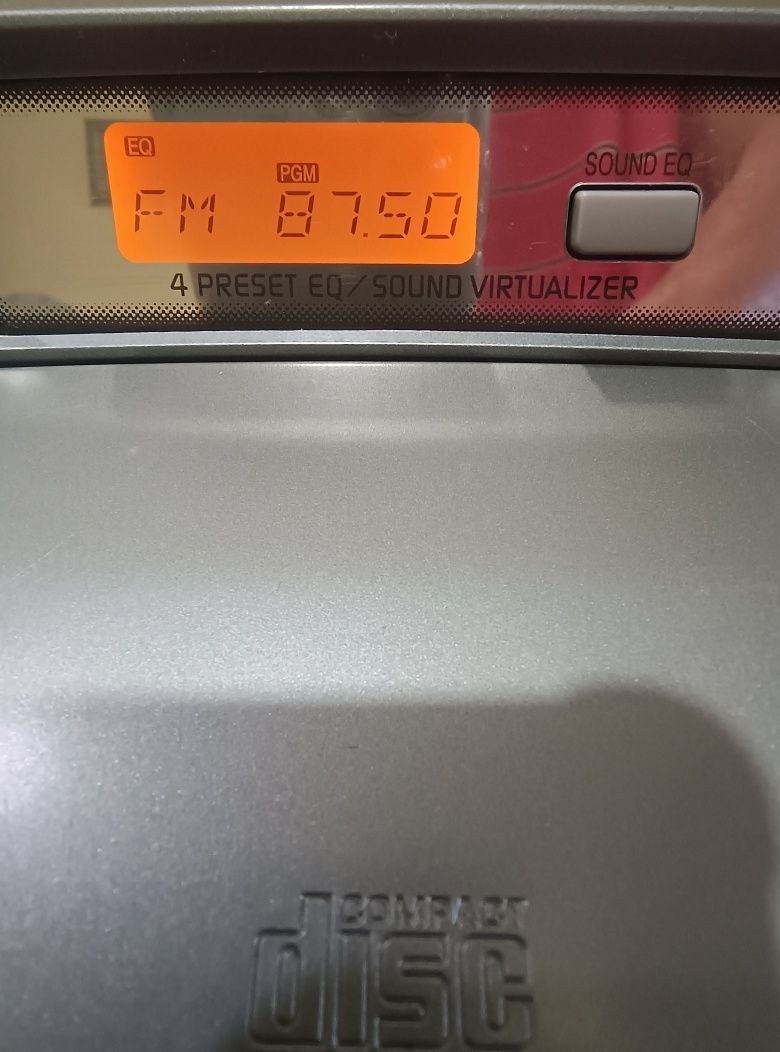 EQ
PGM
FM 87.50
SOUND EQ
4 PRESET EQ/SOUND VIRTUALIZER
COMPACT
disc